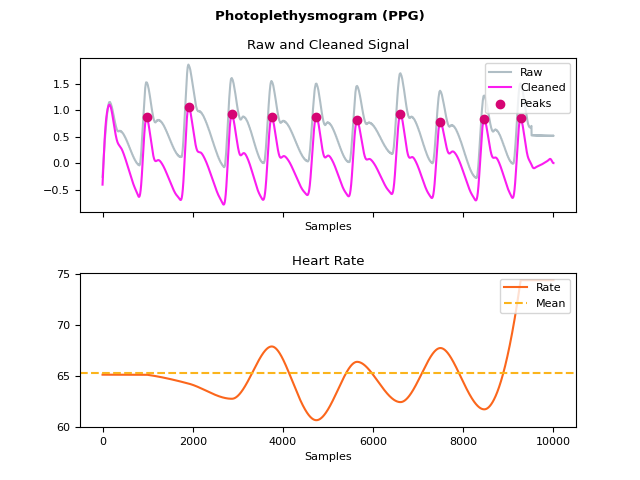 Photoplethysmogram (PPG)
Raw and Cleaned Signal
1.5
1.0
0.5
0.0
−0.5
Raw
Cleaned
Peaks
Samples
Heart Rate
75
70
65
60
Rate
Mean
0 2000 4000 6000 8000 10000
Samples